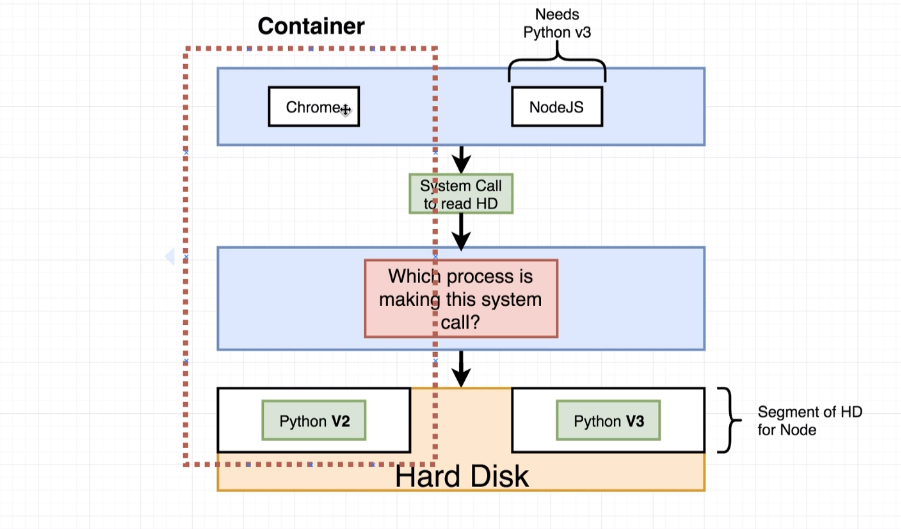 Container
Needs
Python v3
Chrome
NodeJS
System Call
to read HD
Which process is
making this system
call?
Python V2
Python V3
Segment of HD
for Node
Hard Disk